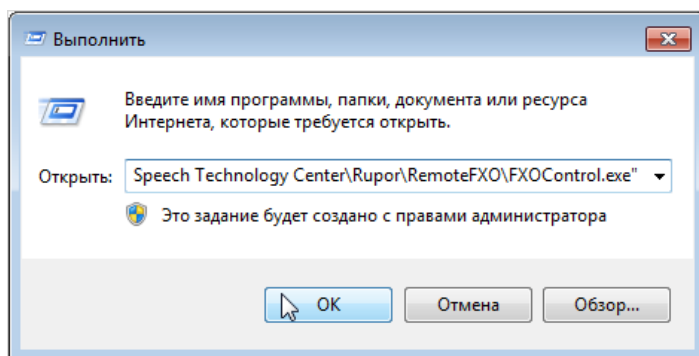 Выполнить
Введите имя программы, папки, документа или ресурса
Интернета, которые требуется открыть.
Открыть: Speech Technology Center\Rupor\RemoteFXO\FXOControl.exe"
Это задание будет создано с правами администратора
ОК Отмена Обзор...